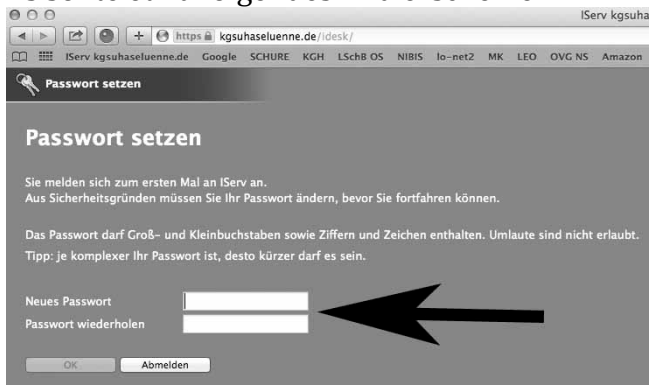 IServ kgsuha
https kgsuhaseluenne.de/idesk/
IServ kgsuhaseluenne.de Google SCHURE KGH LSchB OS NIBIS lo-net2 MK LEO OVG NS Amazon
Passwort setzen
Passwort setzen
Sie melden sich zum ersten Mal an IServ an.
Aus Sicherheitsgründen müssen Sie Ihr Passwort ändern, bevor Sie fortfahren können.
Das Passwort darf Groß- und Kleinbuchstaben sowie Ziffern und Zeichen enthalten. Umlaute sind nicht erlaubt.
Tipp: je komplexer Ihr Passwort ist, desto kürzer darf es sein.
Neues Passwort
Passwort wiederholen
OK Abmelden